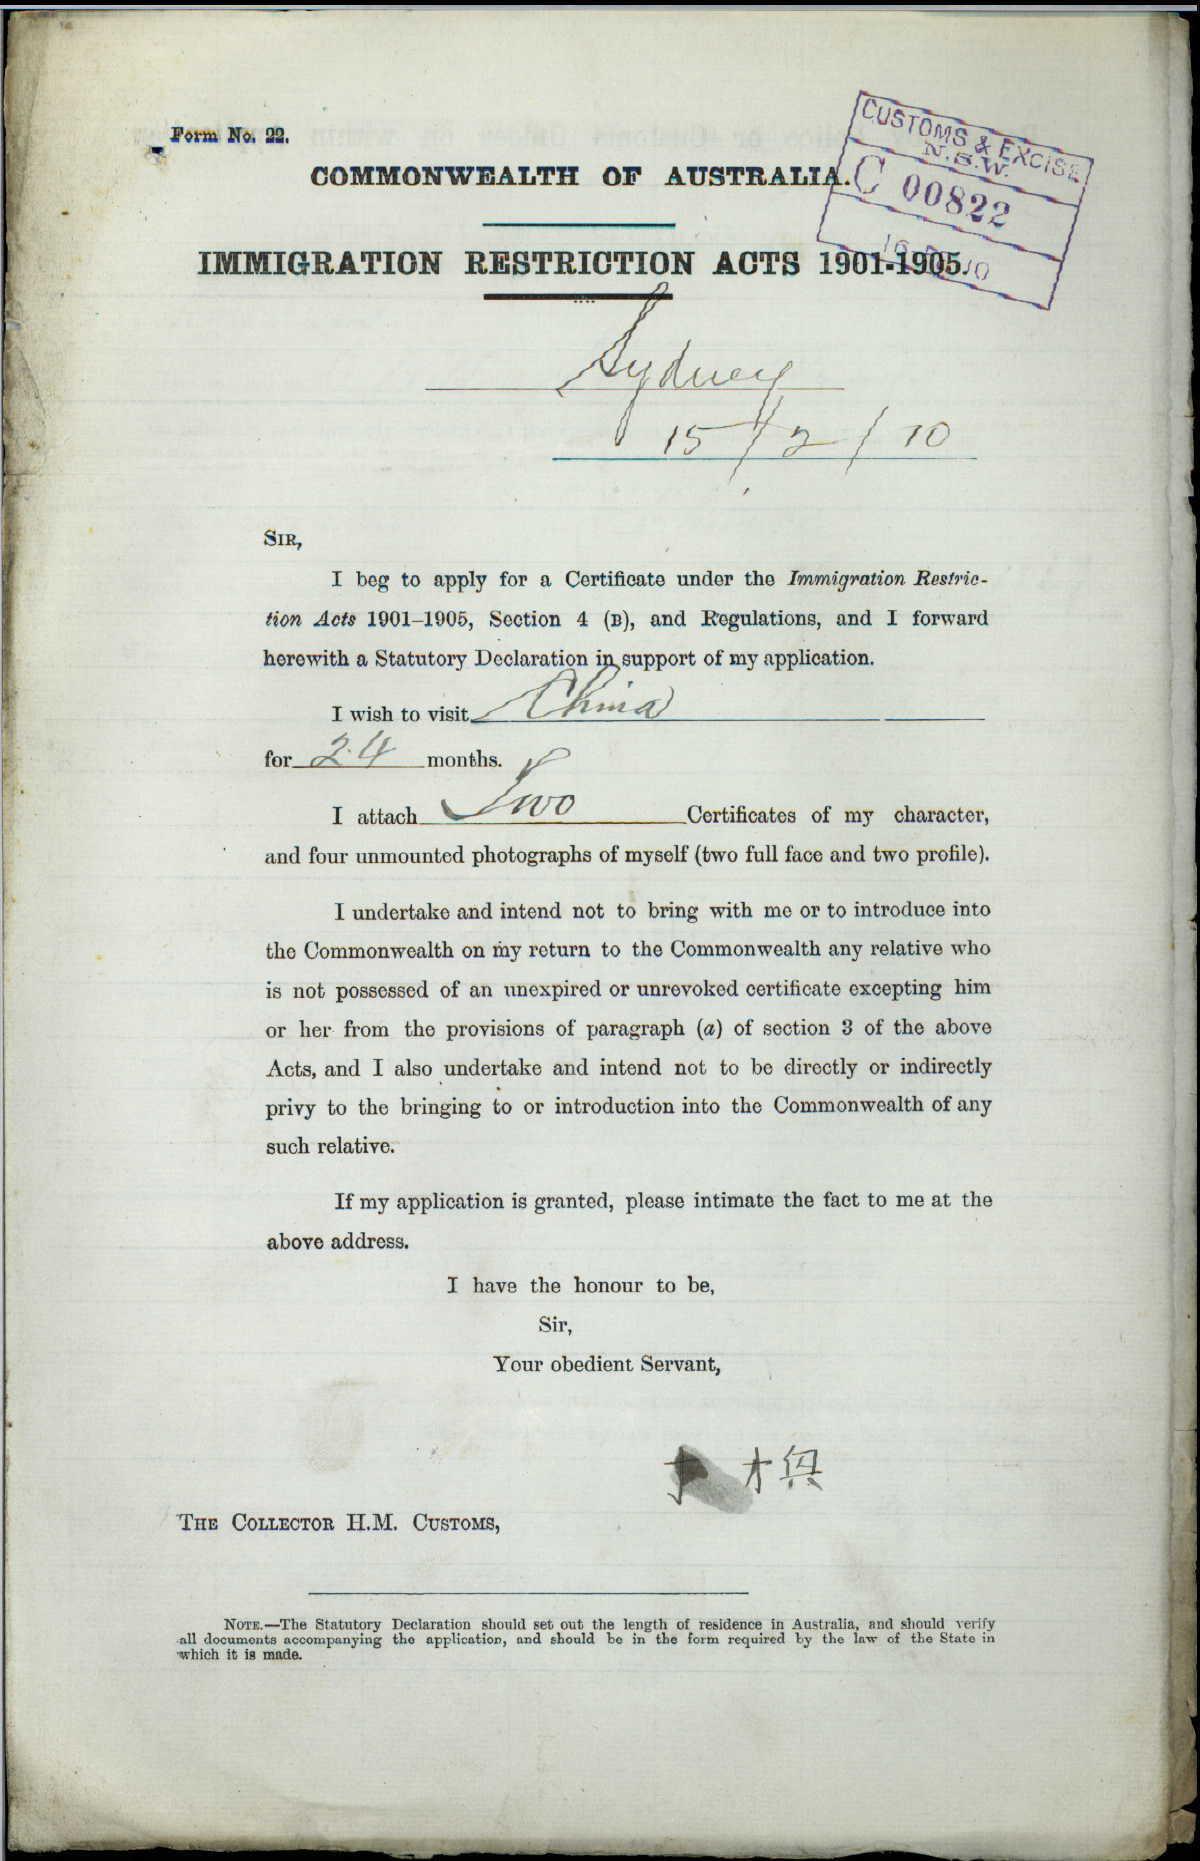 Form No. 22.
COMMONWEALTH OF AUSTRALIA.
CUSTOMS & EXCISE
N.S.W.
C 00822
IMMIGRATION RESTRICTION ACTS 1901-1905.
Sydney
15/2/10
SIR,
I beg to apply for a Certificate under the Immigration Restric-
tion Acts 1901–1905, Section 4 (B), and Regulations, and I forward
herewith a Statutory Declaration in support of my application.
I wish to visit China
for 24 months.
I attach Two Certificates of my character,
and four unmounted photographs of myself (two full face and two profile).
I undertake and intend not to bring with me or to introduce into
the Commonwealth on my return to the Commonwealth any relative who
is not possessed of an unexpired or unrevoked certificate excepting him
or her from the provisions of paragraph (a) of section 3 of the above
Acts, and I also undertake and intend not to be directly or indirectly
privy to the bringing to or introduction into the Commonwealth of any
such relative.
If my application is granted, please intimate the fact to me at the
above address.
I have the honour to be,
Sir,
Your obedient Servant,
THE COLLECTOR H.M. CUSTOMS,
NOTE.—The Statutory Declaration should set out the length of residence in Australia, and should verify
all documents accompanying the application, and should be in the form required by the law of the State in
which it is made.